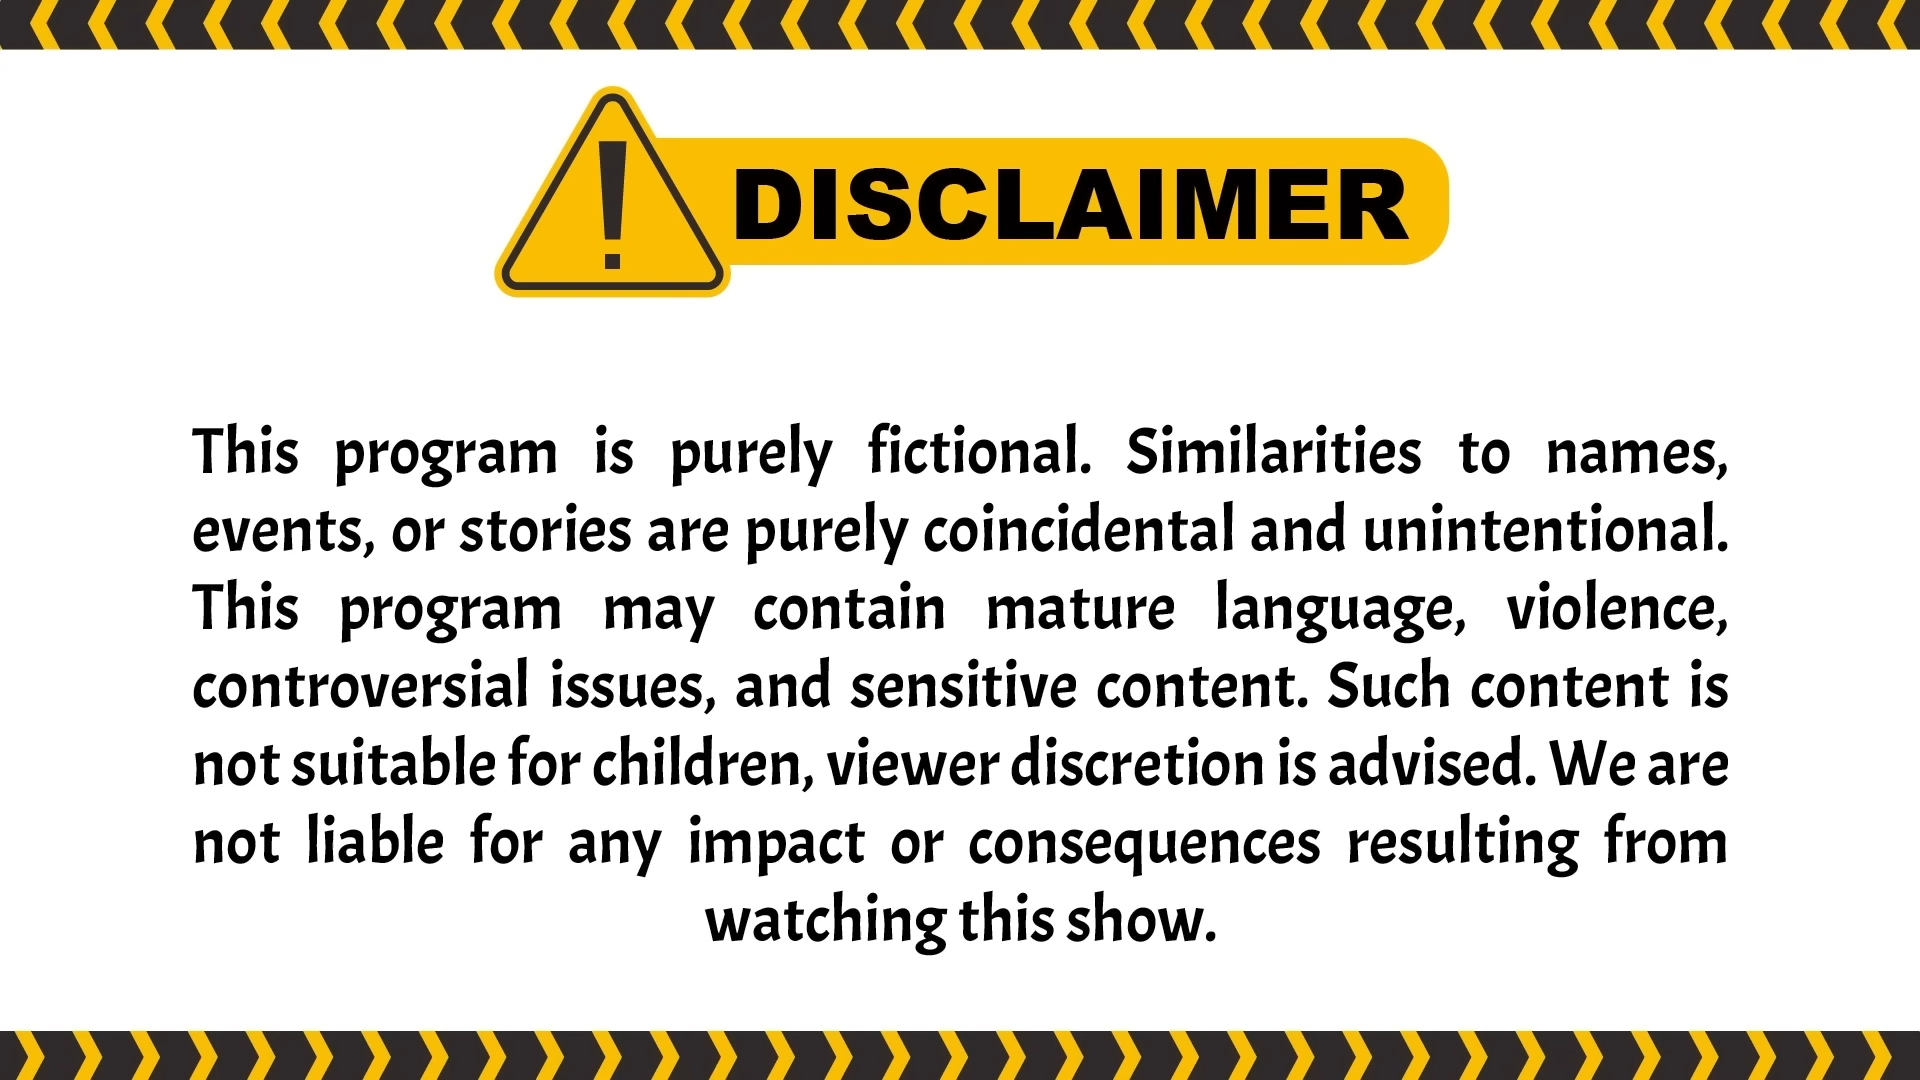 DISCLAIMER
This program is purely fictional. Similarities to names,
events, or stories are purely coincidental and unintentional.
This program may contain mature language, violence,
controversial issues, and sensitive content. Such content is
not suitable for children, viewer discretion is advised. We are
not liable for any impact or consequences resulting from
watching this show.